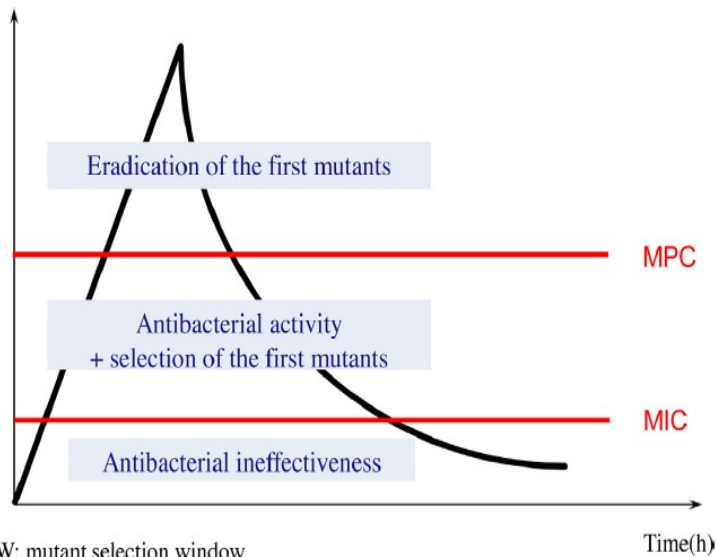 Eradication of the first mutants
MPC
Antibacterial activity
+ selection of the first mutants
MIC
Antibacterial ineffectiveness
Time(h)
W: mutant selection window